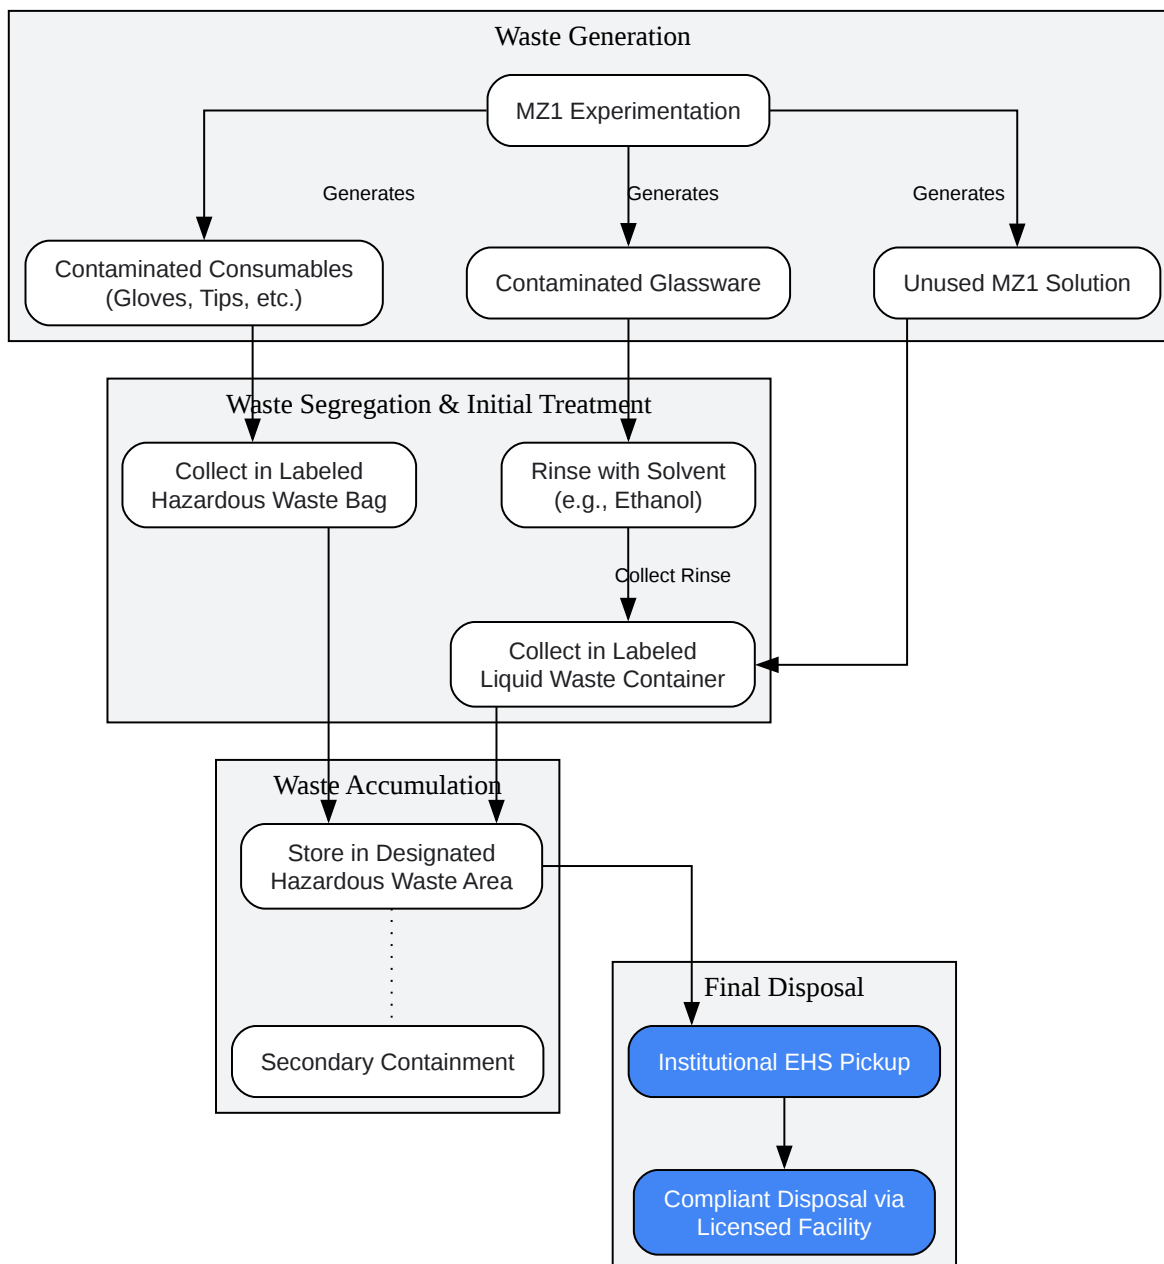 Waste Generation
MZ1 Experimentation
Generates
Generates
Generates
Contaminated Consumables
(Gloves, Tips, etc.)
Contaminated Glassware
Unused MZ1 Solution
Waste Segregation & Initial Treatment
Collect in Labeled
Hazardous Waste Bag
Rinse with Solvent
(e.g., Ethanol)
Collect Rinse
Collect in Labeled
Liquid Waste Container
Waste Accumulation
Store in Designated
Hazardous Waste Area
Secondary Containment
Final Disposal
Institutional EHS Pickup
Compliant Disposal via
Licensed Facility